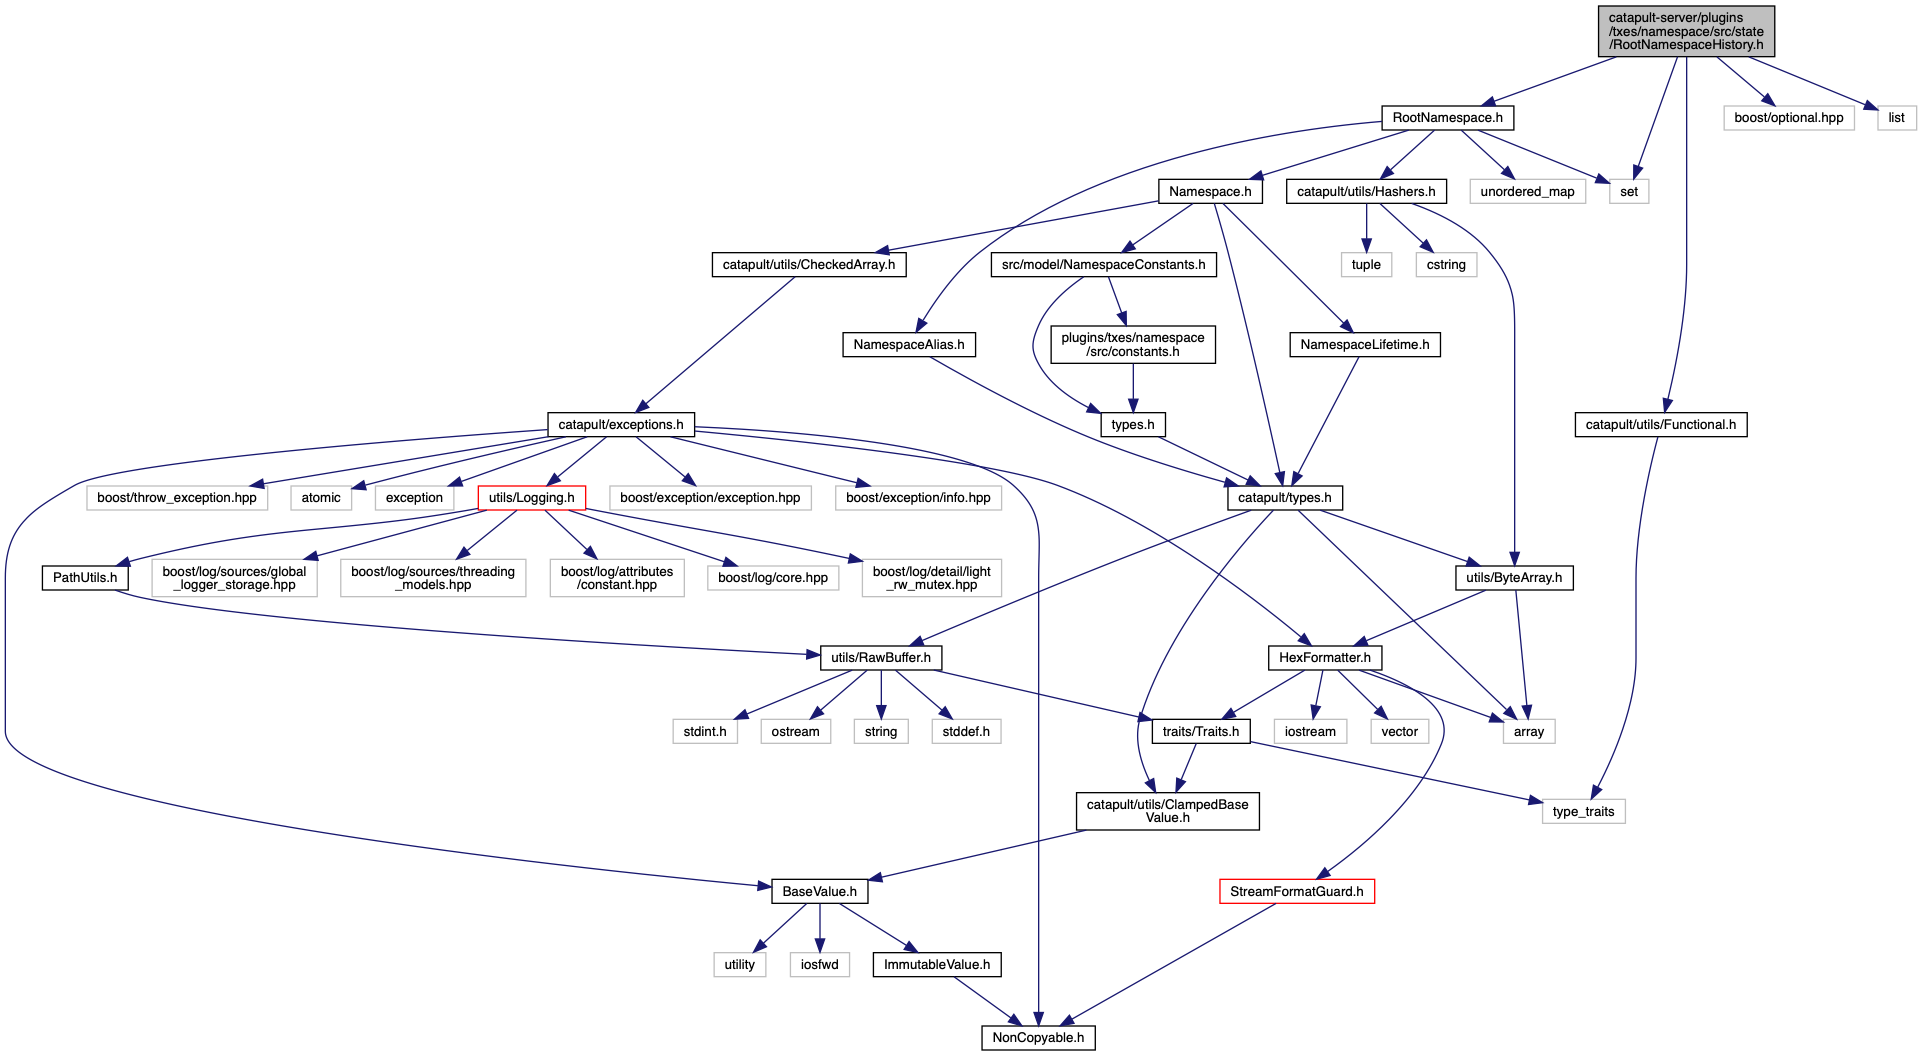 catapult-server/plugins
/txes/namespace/src/state
/RootNamespaceHistory.h
RootNamespace.h
boost/optional.hpp
list
Namespace.h
catapult/utils/Hashers.h
unordered_map
set
catapult/utils/CheckedArray.h
src/model/NamespaceConstants.h
tuple
cstring
NamespaceAlias.h
plugins/txes/namespace
/src/constants.h
NamespaceLifetime.h
catapult/exceptions.h
types.h
catapult/utils/Functional.h
boost/throw_exception.hpp
atomic
exception
utils/Logging.h
boost/exception/exception.hpp
boost/exception/info.hpp
catapult/types.h
PathUtils.h
boost/log/sources/global
_logger_storage.hpp
boost/log/sources/threading
_models.hpp
boost/log/attributes
/constant.hpp
boost/log/core.hpp
boost/log/detail/light
_rw_mutex.hpp
utils/ByteArray.h
utils/RawBuffer.h
HexFormatter.h
stdint.h
ostream
string
stddef.h
traits/Traits.h
iostream
vector
array
catapult/utils/ClampedBase
Value.h
type_traits
BaseValue.h
StreamFormatGuard.h
utility
iosfwd
ImmutableValue.h
NonCopyable.h